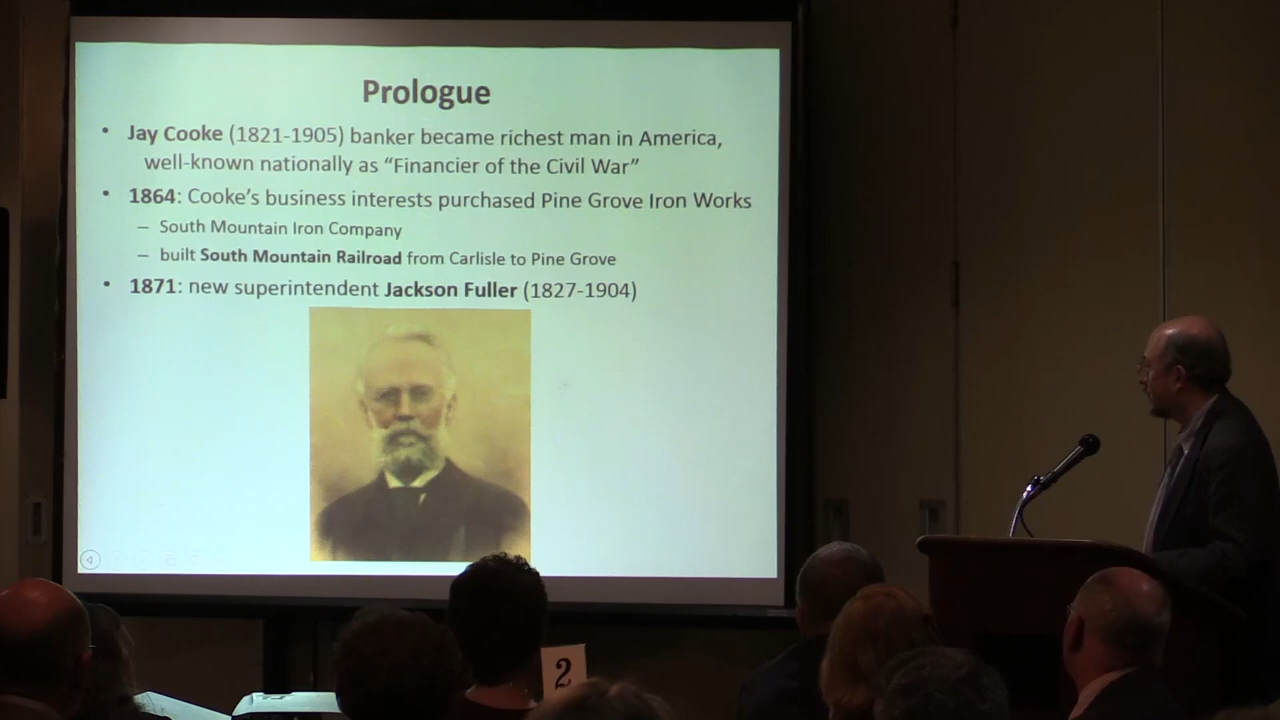 Prologue
• Jay Cooke (1821-1905) banker became richest man in America,
well-known nationally as “Financier of the Civil War”
• 1864: Cooke’s business interests purchased Pine Grove Iron Works
– South Mountain Iron Company
– built South Mountain Railroad from Carlisle to Pine Grove
• 1871: new superintendent Jackson Fuller (1827-1904)
2